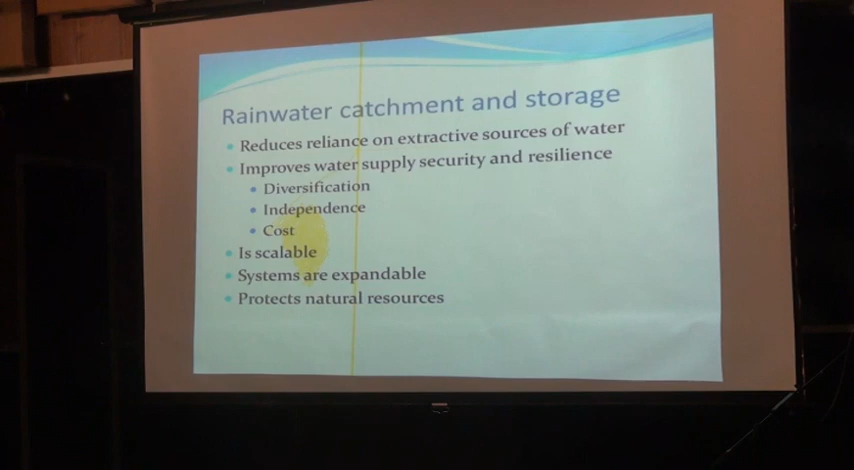 Rainwater catchment and storage
Reduces reliance on extractive sources of water
Improves water supply security and resilience
Diversification
Independence
Cost
Is scalable
Systems are expandable
Protects natural resources